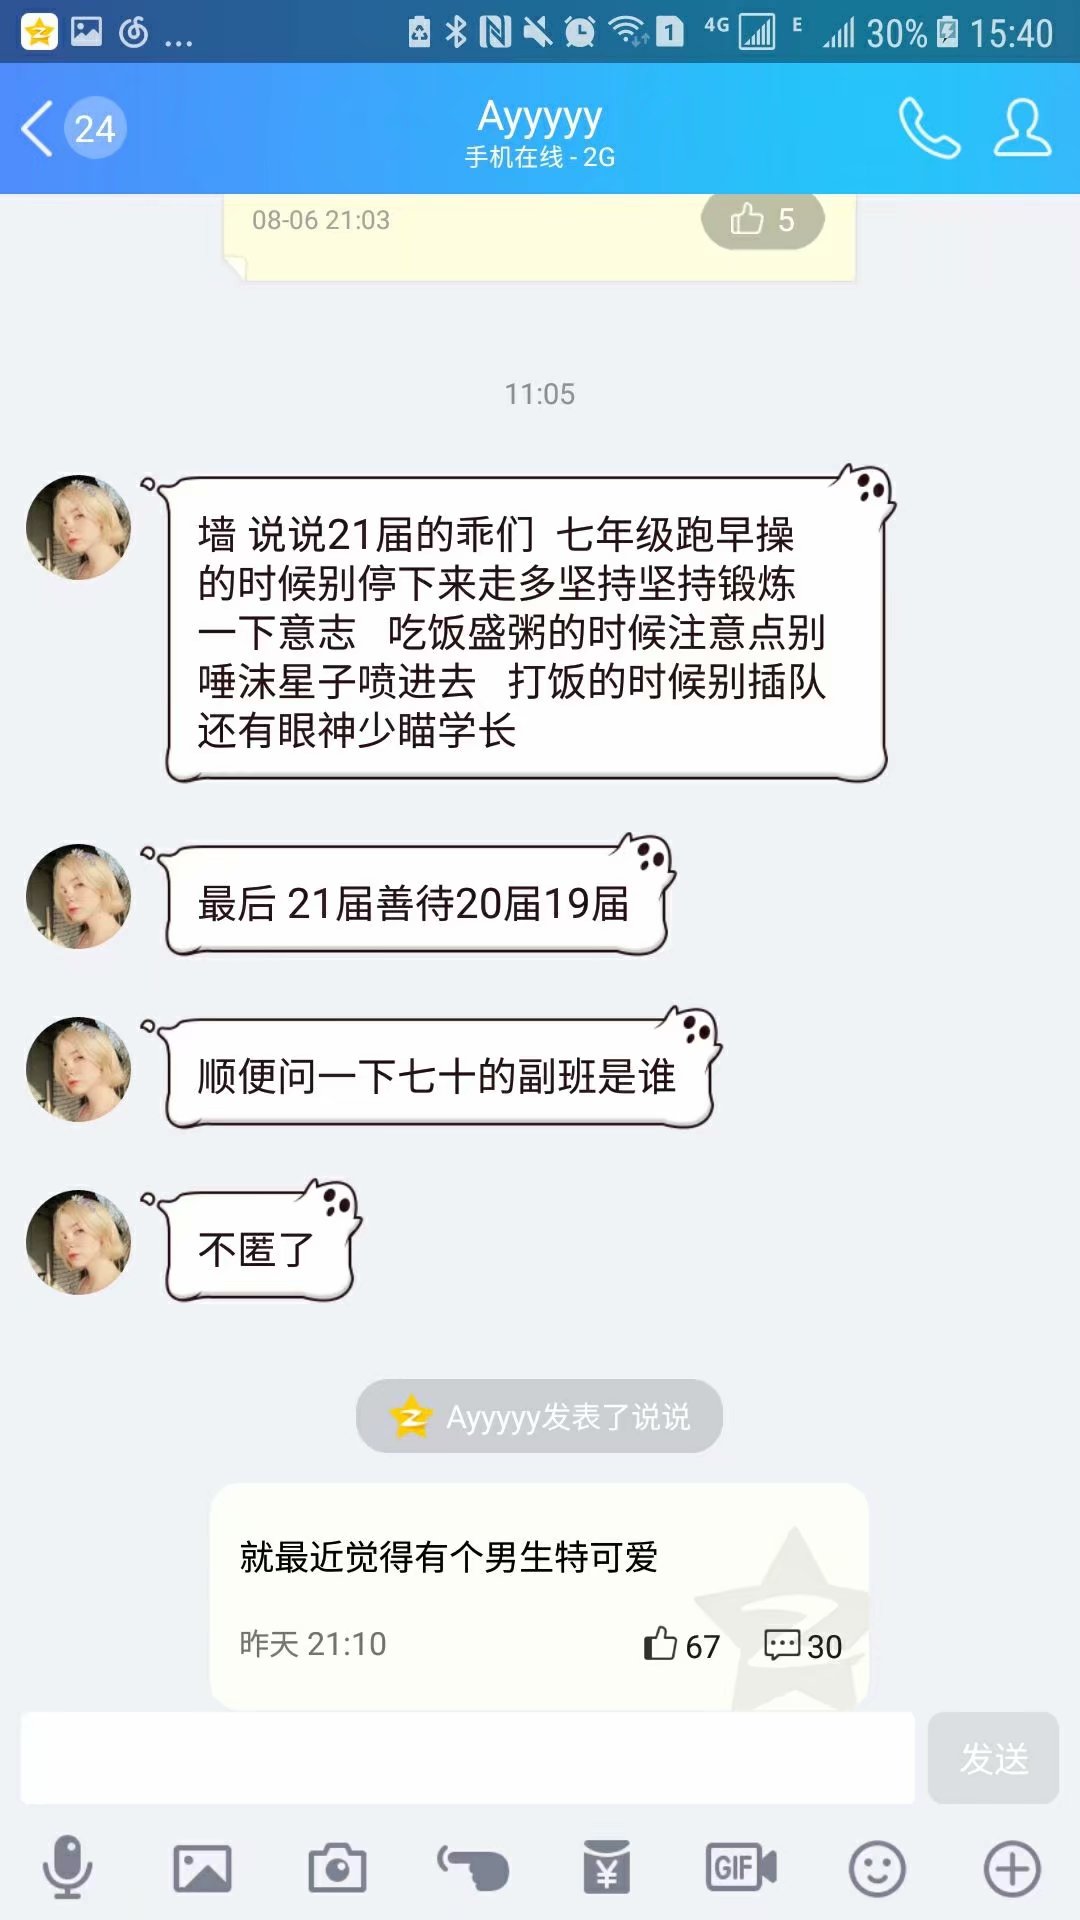 ... 4G E 30% 15:40
24
Ayyyyy
手机在线 - 2G
08-06 21:03
5
11:05
墙 说说21届的乖们 七年级跑早操
的时候别停下来走多坚持坚持锻炼
一下意志 吃饭盛粥的时候注意点别
唾沫星子喷进去 打饭的时候别插队
还有眼神少瞄学长
最后 21届善待20届19届
顺便问一下七十的副班是谁
不匿了
Ayyyyy发表了说说
就最近觉得有个男生特可爱
昨天 21:10
67
30
发送
GIF